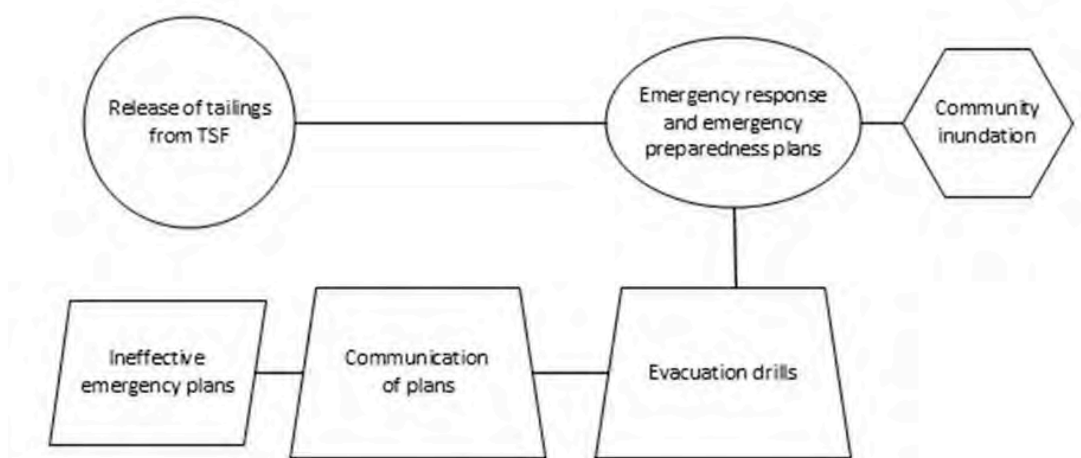 Release of tailings
from TSF
Emergency response
and emergency
preparedness plans
Community
inundation
Ineffective
emergency plans
Communication
of plans
Evacuation drills